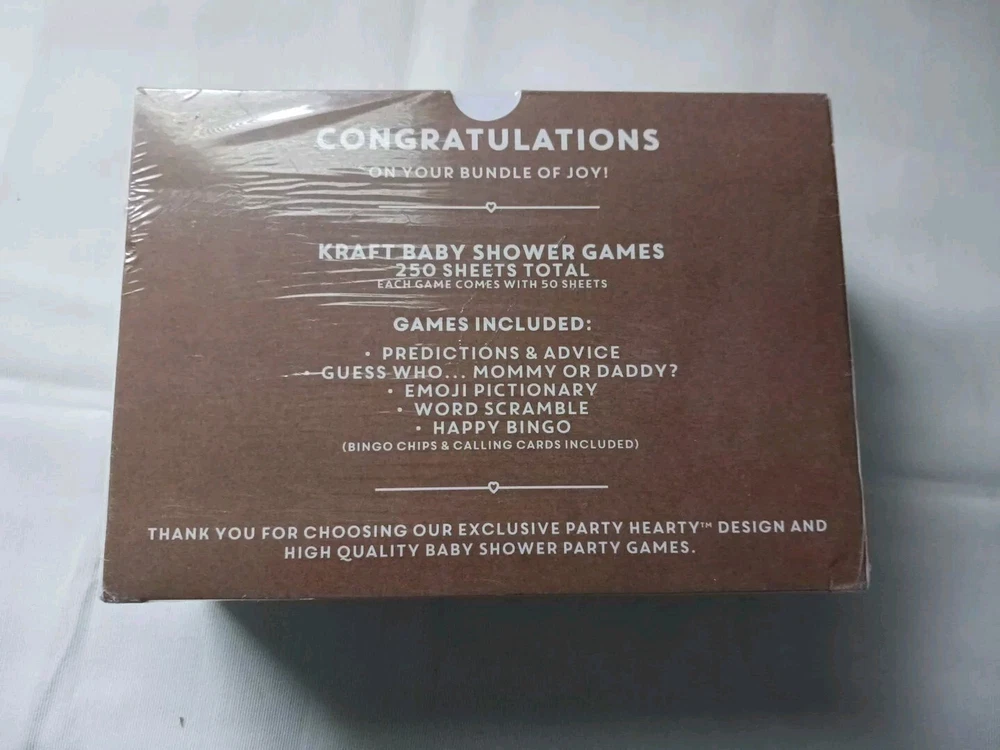 CONGRATULATIONS
ON YOUR BUNDLE OF JOY!
KRAFT BABY SHOWER GAMES
250 SHEETS TOTAL
EACH GAME COMES WITH 50 SHEETS
GAMES INCLUDED:
• PREDICTIONS & ADVICE
• GUESS WHO... MOMMY OR DADDY?
• EMOJI PICTIONARY
• WORD SCRAMBLE
• HAPPY BINGO
(BINGO CHIPS & CALLING CARDS INCLUDED)
THANK YOU FOR CHOOSING OUR EXCLUSIVE PARTY HEARTY™ DESIGN AND
HIGH QUALITY BABY SHOWER PARTY GAMES.